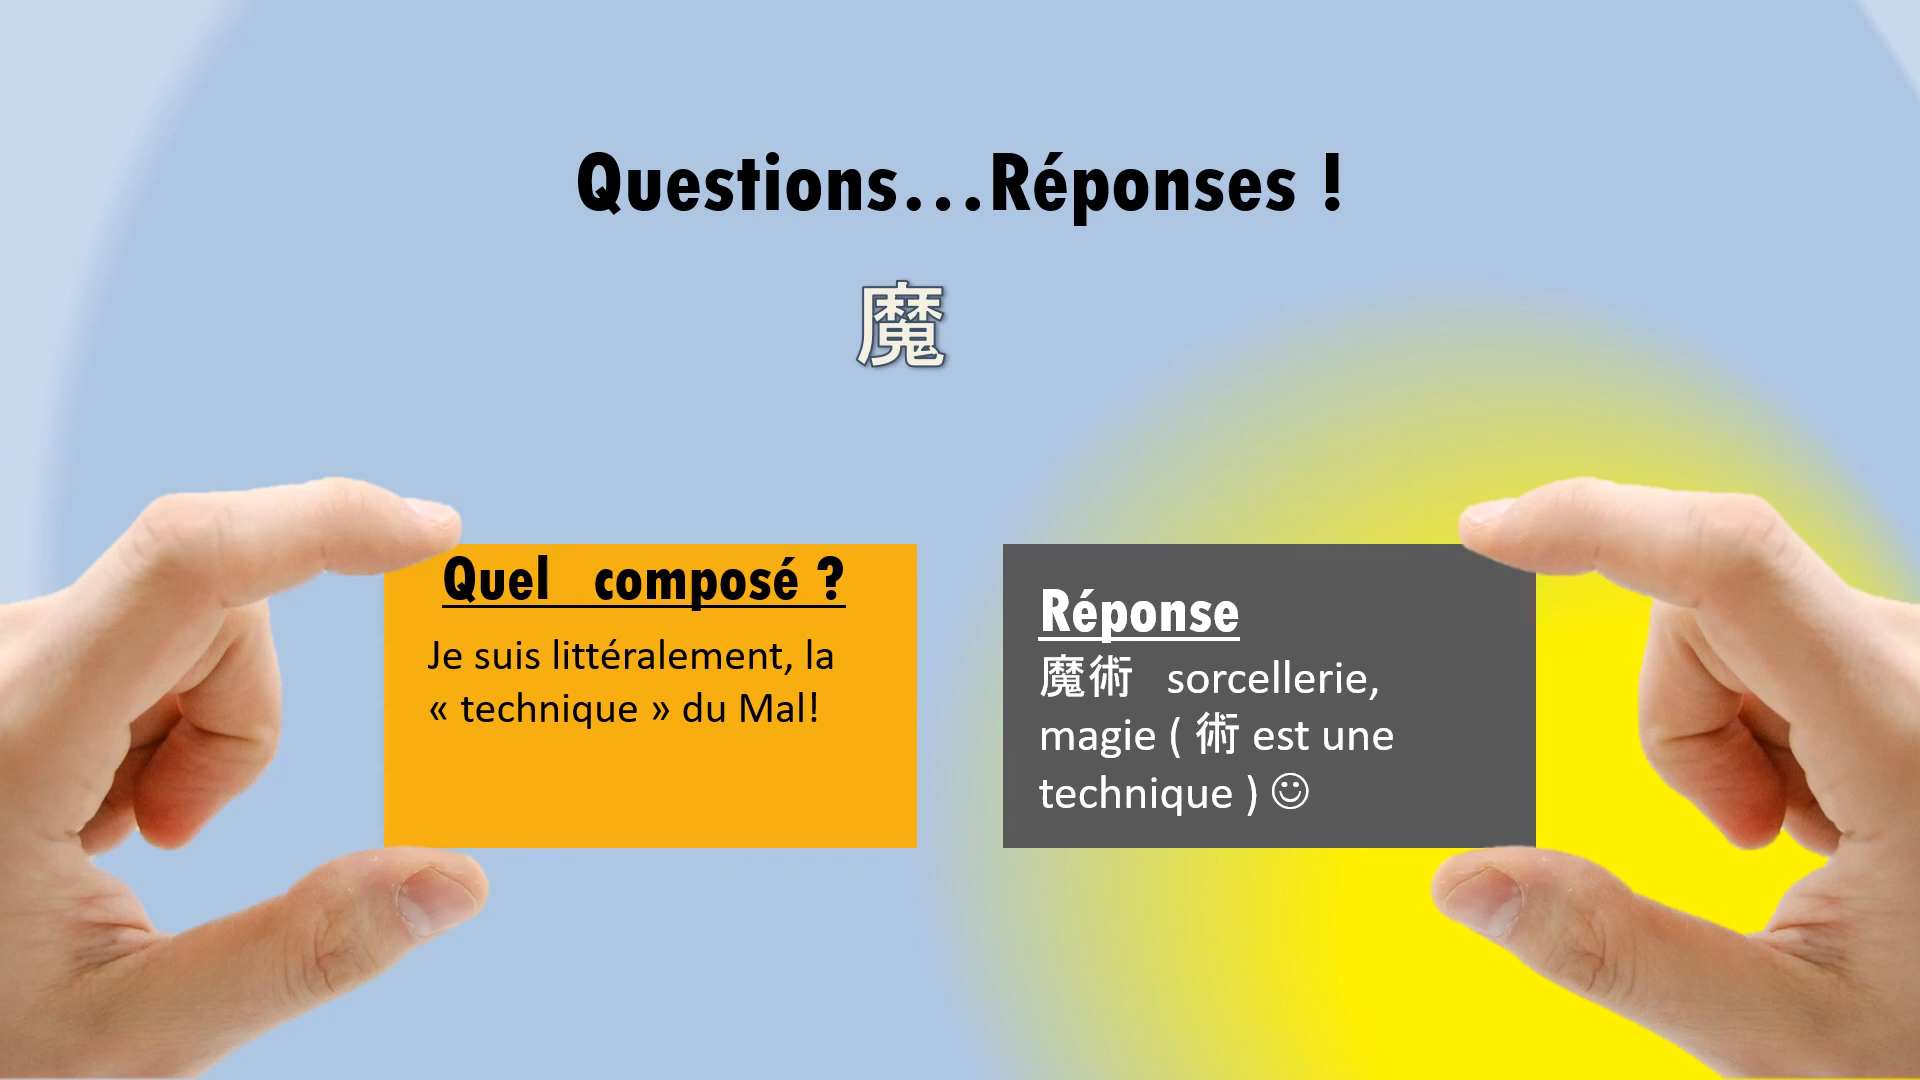 Questions…Réponses !
魔
Quel composé ?
Je suis littéralement, la
« technique » du Mal!
Réponse
魔術 sorcellerie,
magie ( 術 est une
technique ) ☺